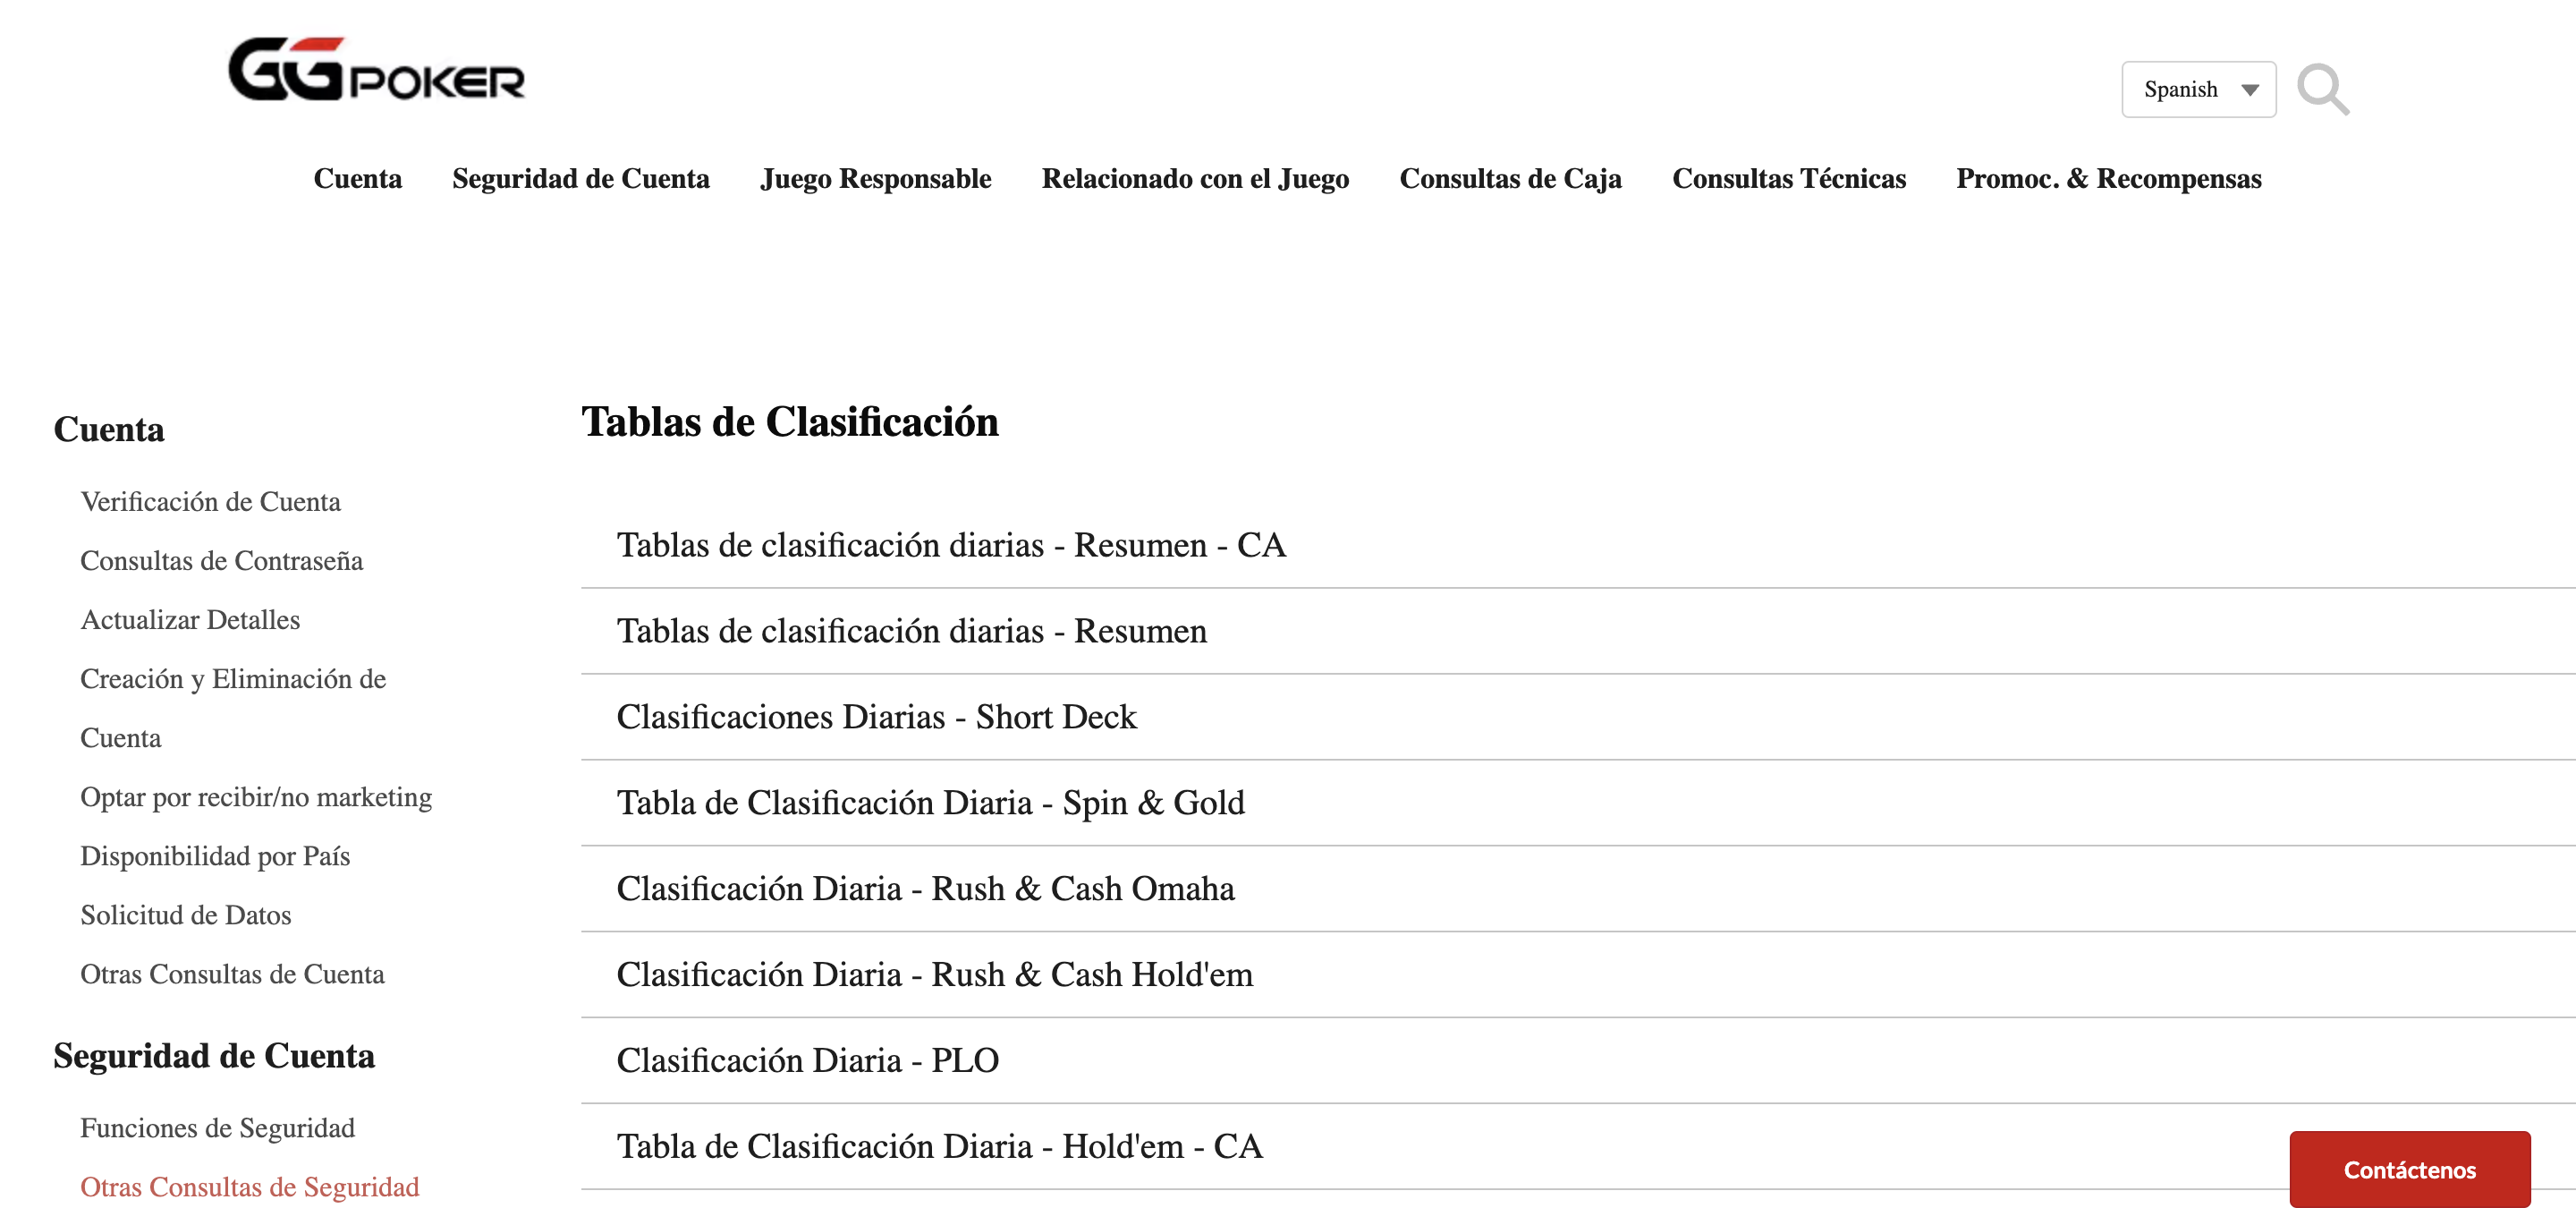 GGPOKER
Spanish
Cuenta
Seguridad de Cuenta
Juego Responsable
Relacionado con el Juego
Consultas de Caja
Consultas Técnicas
Promoc. & Recompensas
Cuenta
Verificación de Cuenta
Consultas de Contraseña
Actualizar Detalles
Creación y Eliminación de
Cuenta
Optar por recibir/no marketing
Disponibilidad por País
Solicitud de Datos
Otras Consultas de Cuenta
Seguridad de Cuenta
Funciones de Seguridad
Otras Consultas de Seguridad
Tablas de Clasificación
Tablas de clasificación diarias - Resumen - CA
Tablas de clasificación diarias - Resumen
Clasificaciones Diarias - Short Deck
Tabla de Clasificación Diaria - Spin & Gold
Clasificación Diaria - Rush & Cash Omaha
Clasificación Diaria - Rush & Cash Hold'em
Clasificación Diaria - PLO
Tabla de Clasificación Diaria - Hold'em - CA
Contáctenos